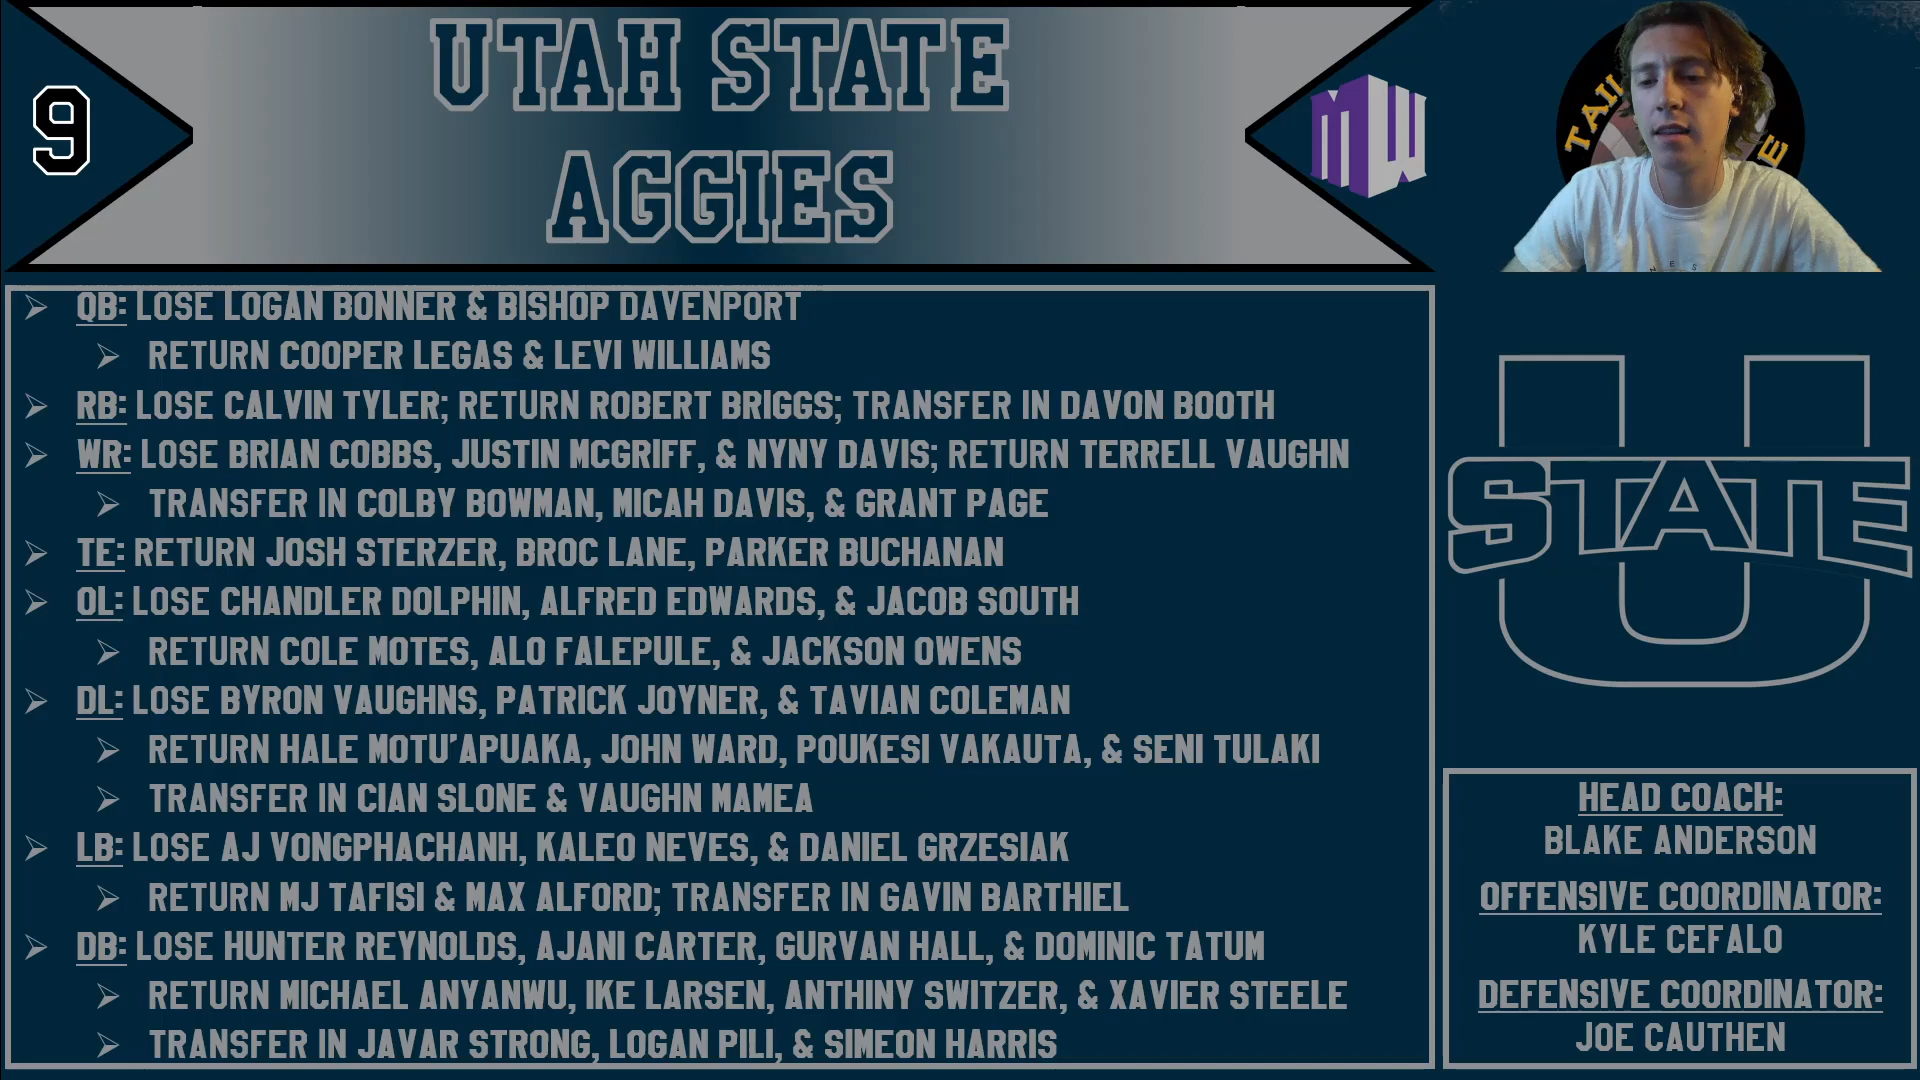 9
UTAH STATE
AGGIES
MW
TAIL E
QB: LOSE LOGAN BONNER & BISHOP DAVENPORT
RETURN COOPER LEGAS & LEVI WILLIAMS
RB: LOSE CALVIN TYLER; RETURN ROBERT BRIGGS; TRANSFER IN DAVON BOOTH
WR: LOSE BRIAN COBBS, JUSTIN MCGRIFF, & NYNY DAVIS; RETURN TERRELL VAUGHN
TRANSFER IN COLBY BOWMAN, MICAH DAVIS, & GRANT PAGE
TE: RETURN JOSH STERZER, BROC LANE, PARKER BUCHANAN
OL: LOSE CHANDLER DOLPHIN, ALFRED EDWARDS, & JACOB SOUTH
RETURN COLE MOTES, ALO FALEPULE, & JACKSON OWENS
DL: LOSE BYRON VAUGHNS, PATRICK JOYNER, & TAVIAN COLEMAN
RETURN HALE MOTU'APUAKA, JOHN WARD, POUKESI VAKAUTA, & SENI TULAKI
TRANSFER IN CIAN SLONE & VAUGHN MAMEA
LB: LOSE AJ VONGPHACHANH, KALEO NEVES, & DANIEL GRZESIAK
RETURN MJ TAFISI & MAX ALFORD; TRANSFER IN GAVIN BARTHIEL
DB: LOSE HUNTER REYNOLDS, AJANI CARTER, GURVAN HALL, & DOMINIC TATUM
RETURN MICHAEL ANYANWU, IKE LARSEN, ANTHINY SWITZER, & XAVIER STEELE
TRANSFER IN JAVAR STRONG, LOGAN PILI, & SIMEON HARRIS
U
STATE
HEAD COACH:
BLAKE ANDERSON
OFFENSIVE COORDINATOR:
KYLE CEFALO
DEFENSIVE COORDINATOR:
JOE CAUTHEN